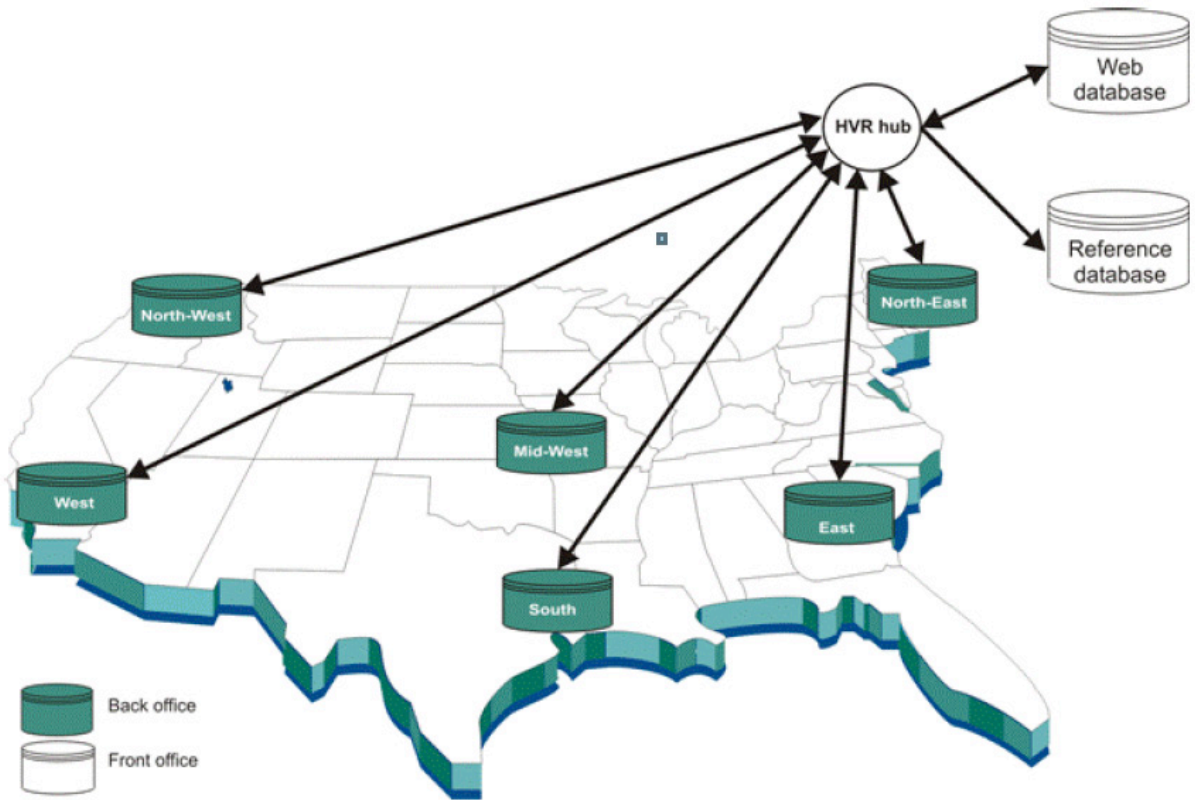 Web
database
HVR hub
Reference
database
North-West
North-East
Mid-West
West
East
South
Back office
Front office